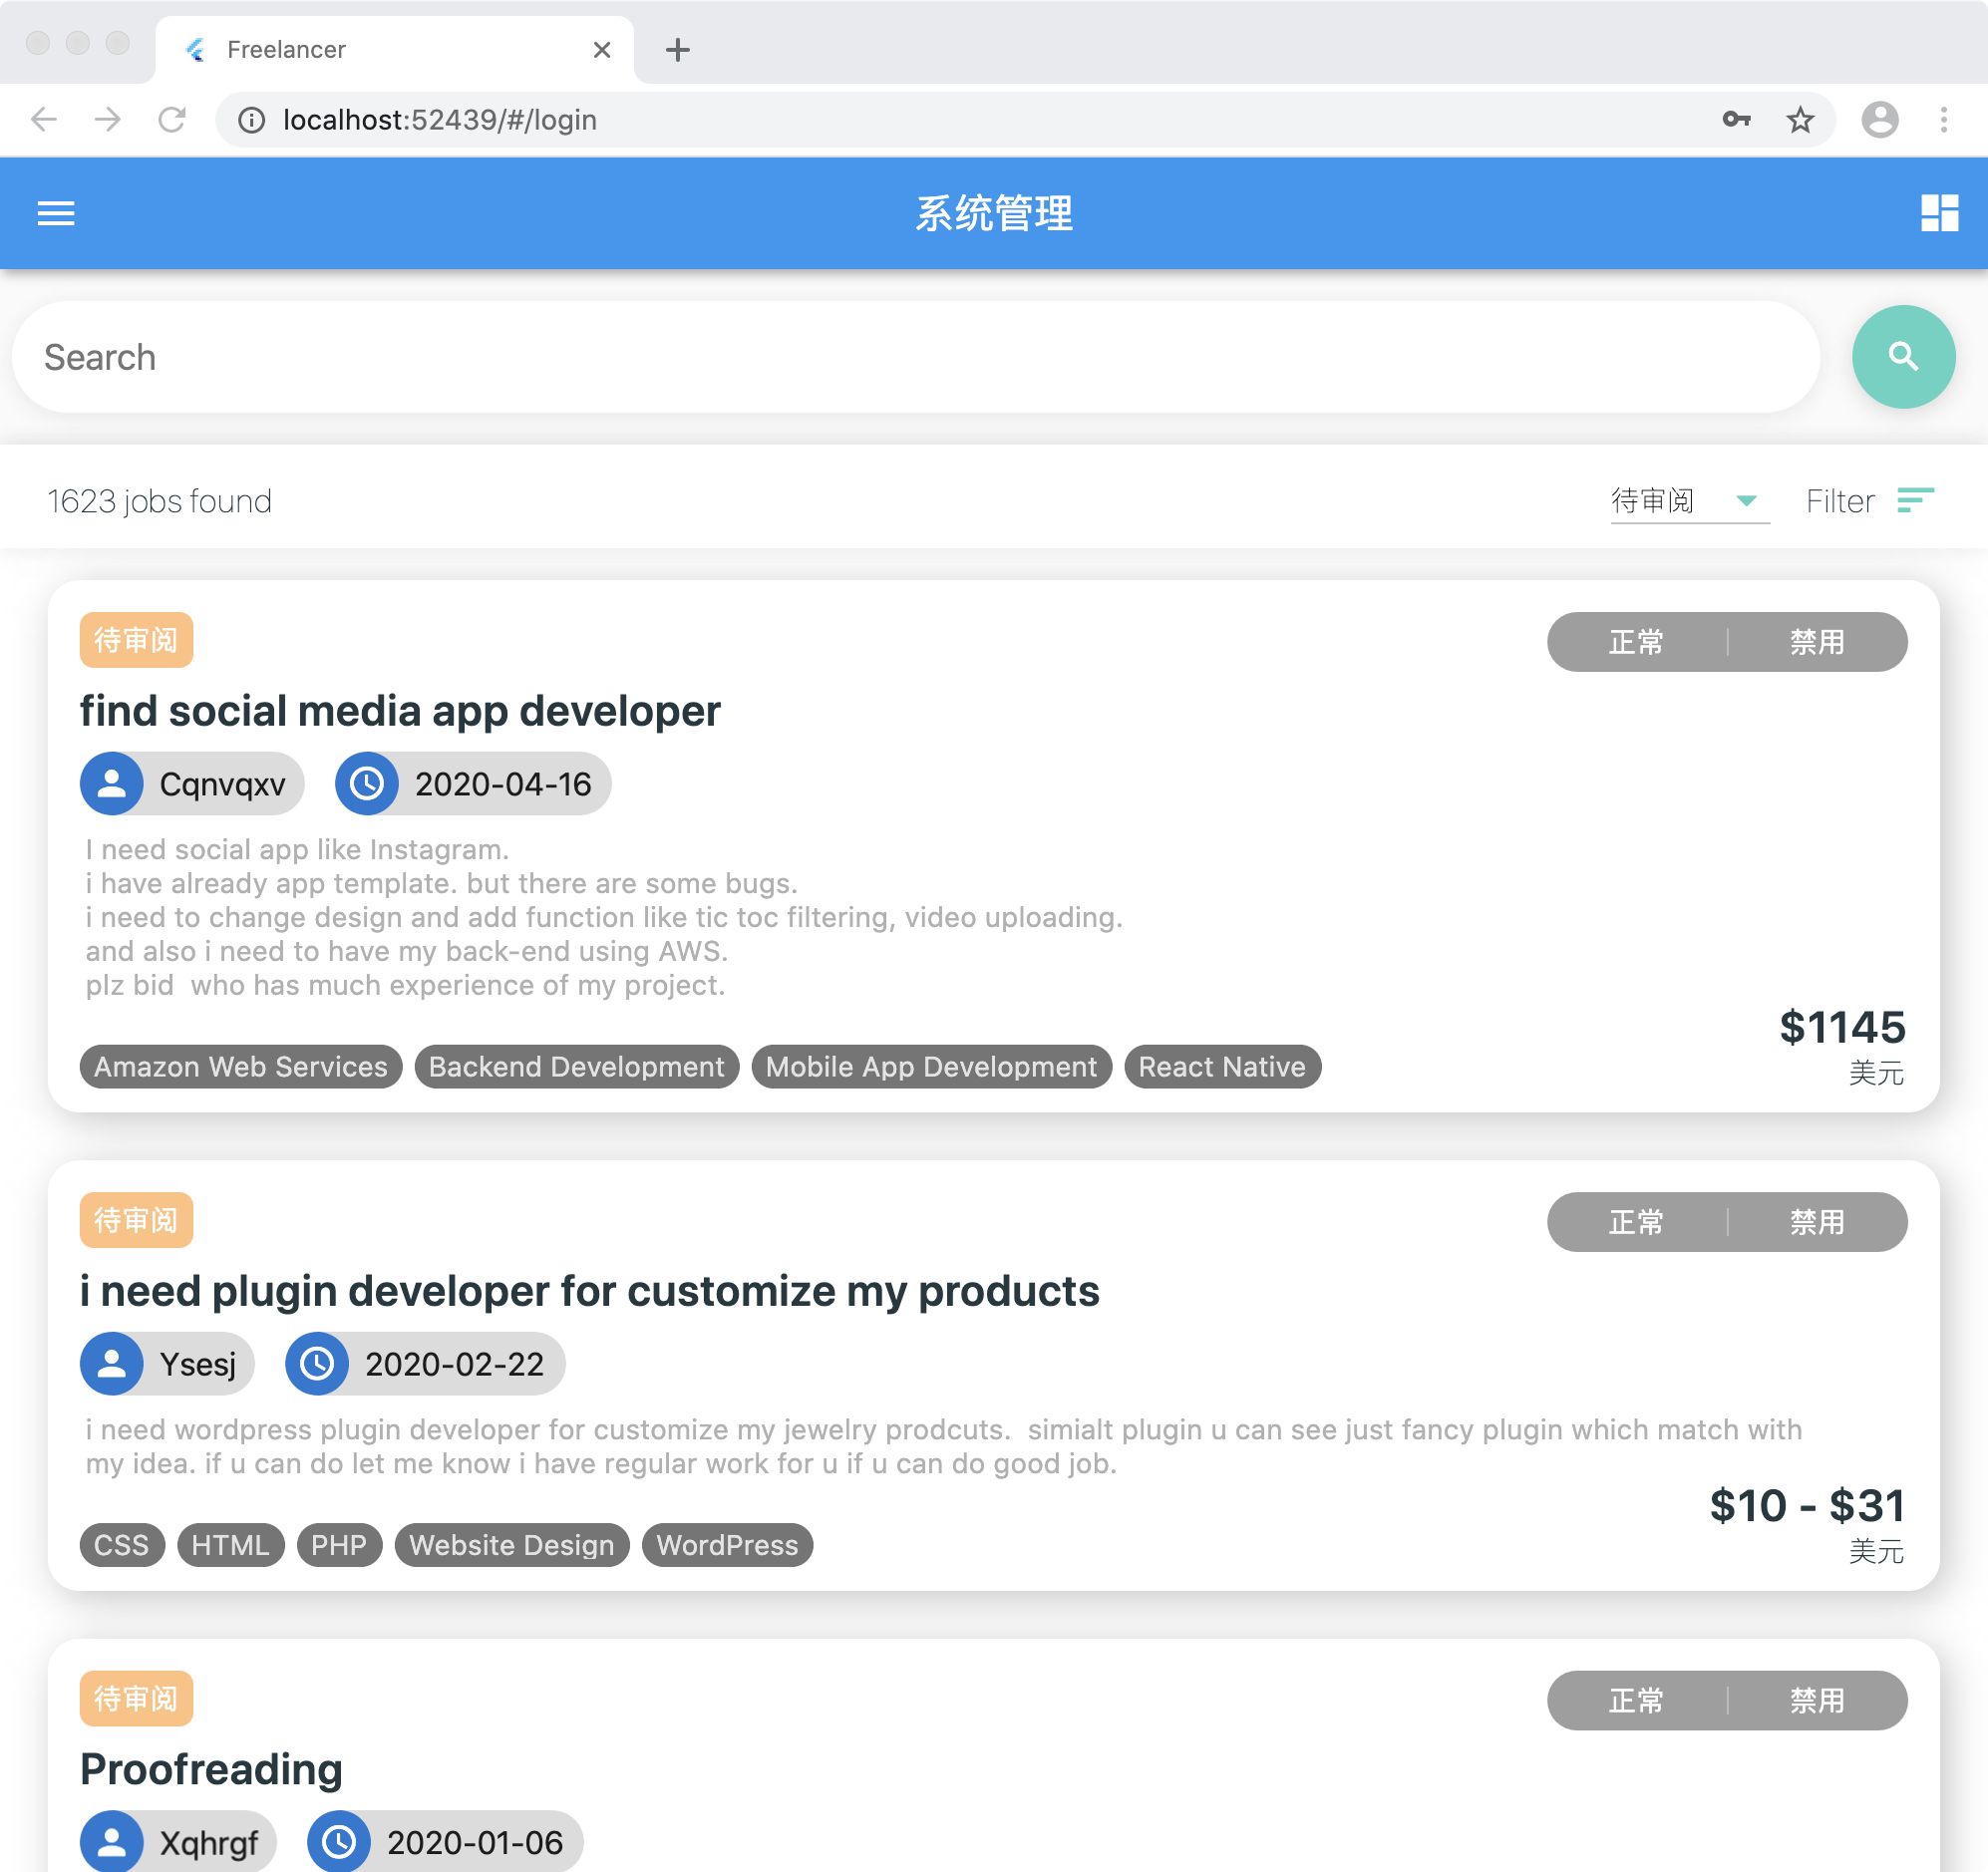 Freelancer
localhost:52439/#/login
系统管理
Search
1623 jobs found
待审阅
Filter
待审阅
正常
禁用
find social media app developer
Cqnvqxv
2020-04-16
I need social app like Instagram.
i have already app template. but there are some bugs.
i need to change design and add function like tic toc filtering, video uploading.
and also i need to have my back-end using AWS.
plz bid  who has much experience of my project.
$1145
Amazon Web Services
Backend Development
Mobile App Development
React Native
美元
待审阅
正常
禁用
i need plugin developer for customize my products
Ysesj
2020-02-22
i need wordpress plugin developer for customize my jewelry prodcuts.  simialt plugin u can see just fancy plugin which match with
my idea. if u can do let me know i have regular work for u if u can do good job.
$10 - $31
CSS
HTML
PHP
Website Design
WordPress
美元
待审阅
正常
禁用
Proofreading
Xqhrgf
2020-01-06